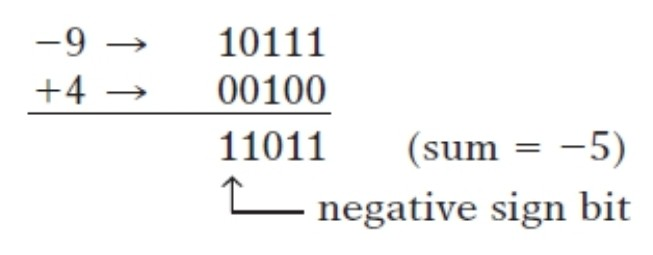 −9 → 10111
+4 → 00100
11011 (sum = −5)
negative sign bit